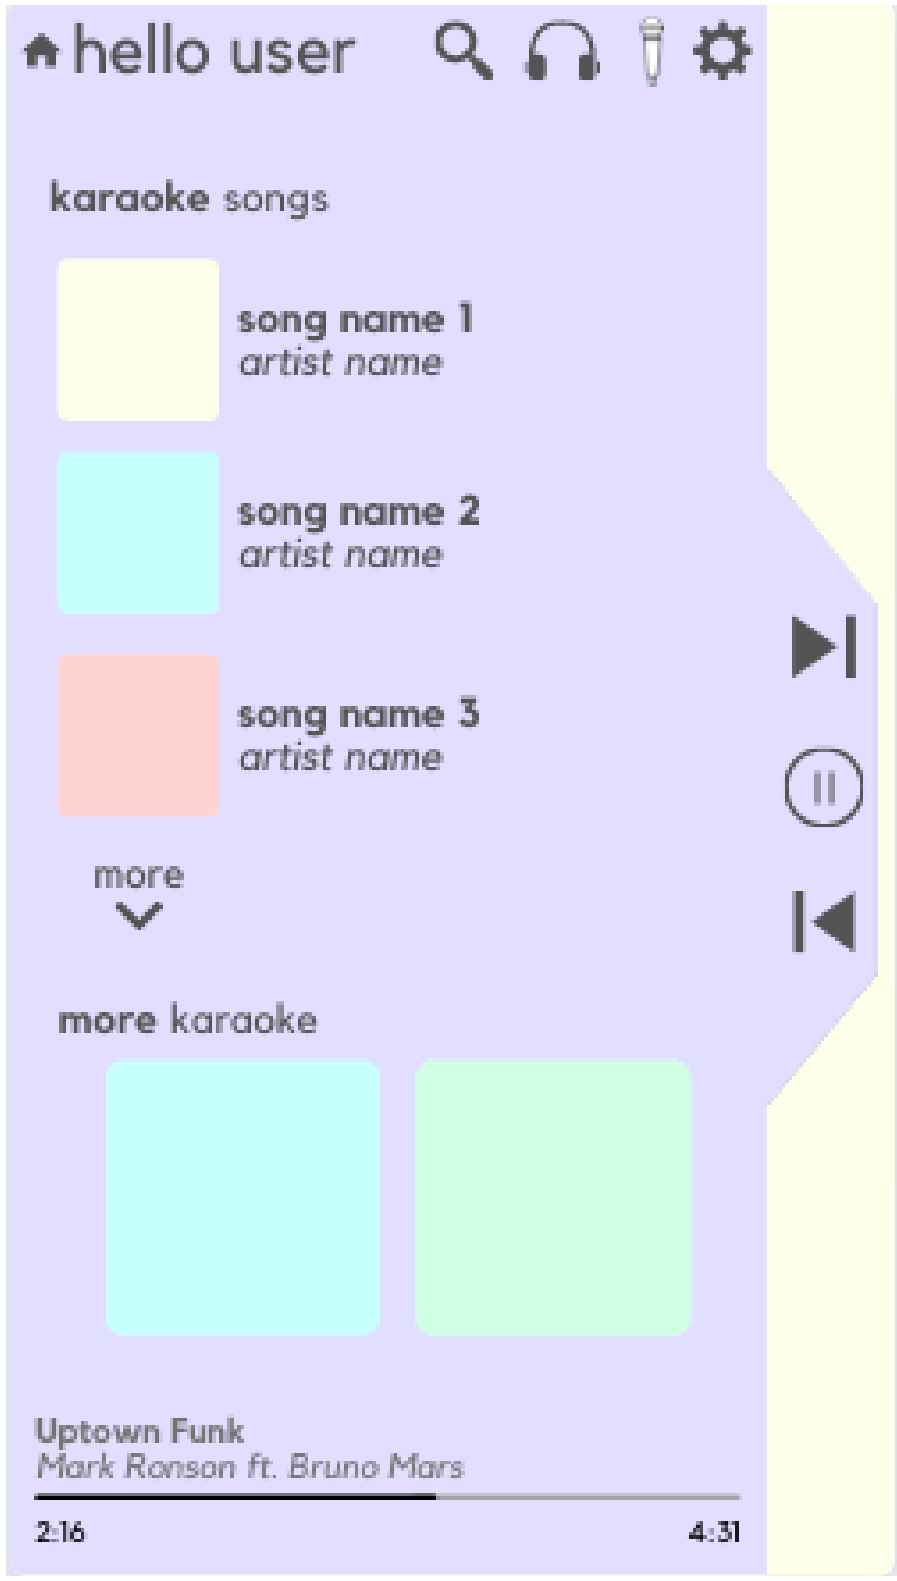 hello user
karaoke songs
song name 1
artist name
song name 2
artist name
song name 3
artist name
more
more karaoke
Uptown Funk
Mark Ronson ft. Bruno Mars
2:16 4:31